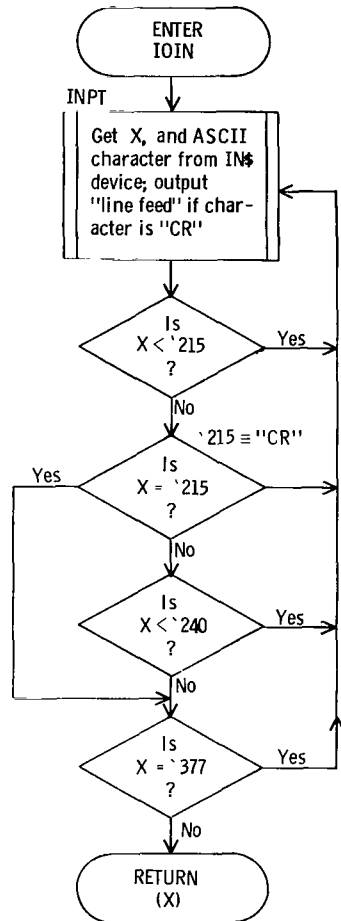 ENTER
IOIN
INPT
Get X, and ASCII
character from IN$
device; output
"line feed" if char-
acter is "CR"
Is
X < `215
?
Yes
No
`215 ≡ "CR"
Is
X = `215
?
Yes
No
Is
X < `240
?
Yes
No
Is
X = `377
?
Yes
No
RETURN
(X)